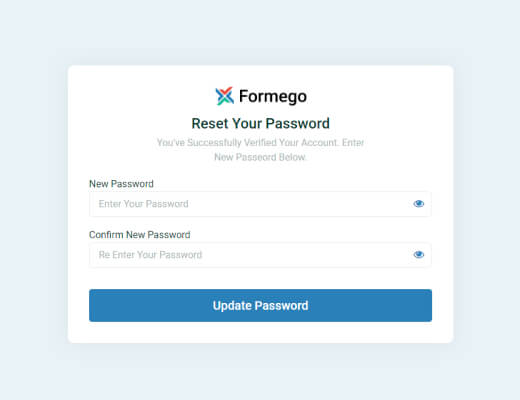 Formego
Reset Your Password
You've Successfully Verified Your Account. Enter
New Passeord Below.
New Password
Enter Your Password
Confirm New Password
Re Enter Your Password
Update Password